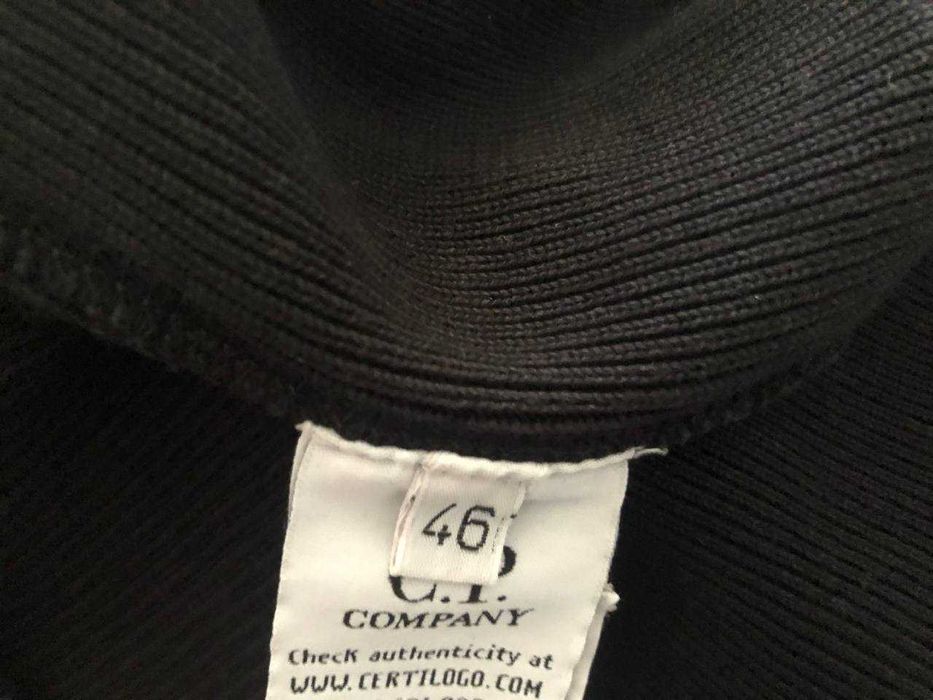 46
C.P.
COMPANY
Check authenticity at
WWW.CERTILOGO.COM